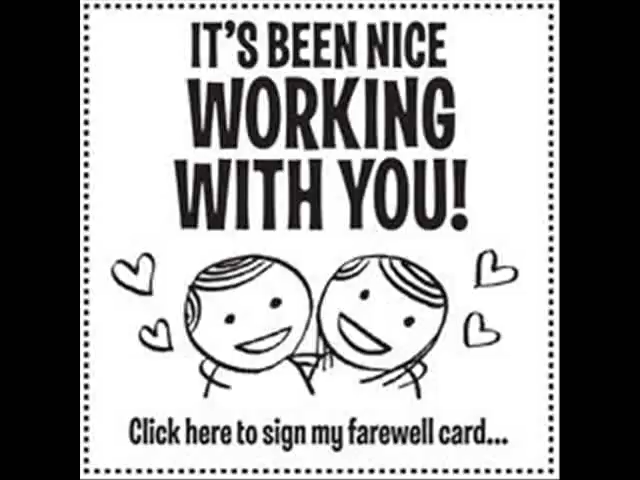 IT'S BEEN NICE
WORKING
WITH YOU!
Click here to sign my farewell card...